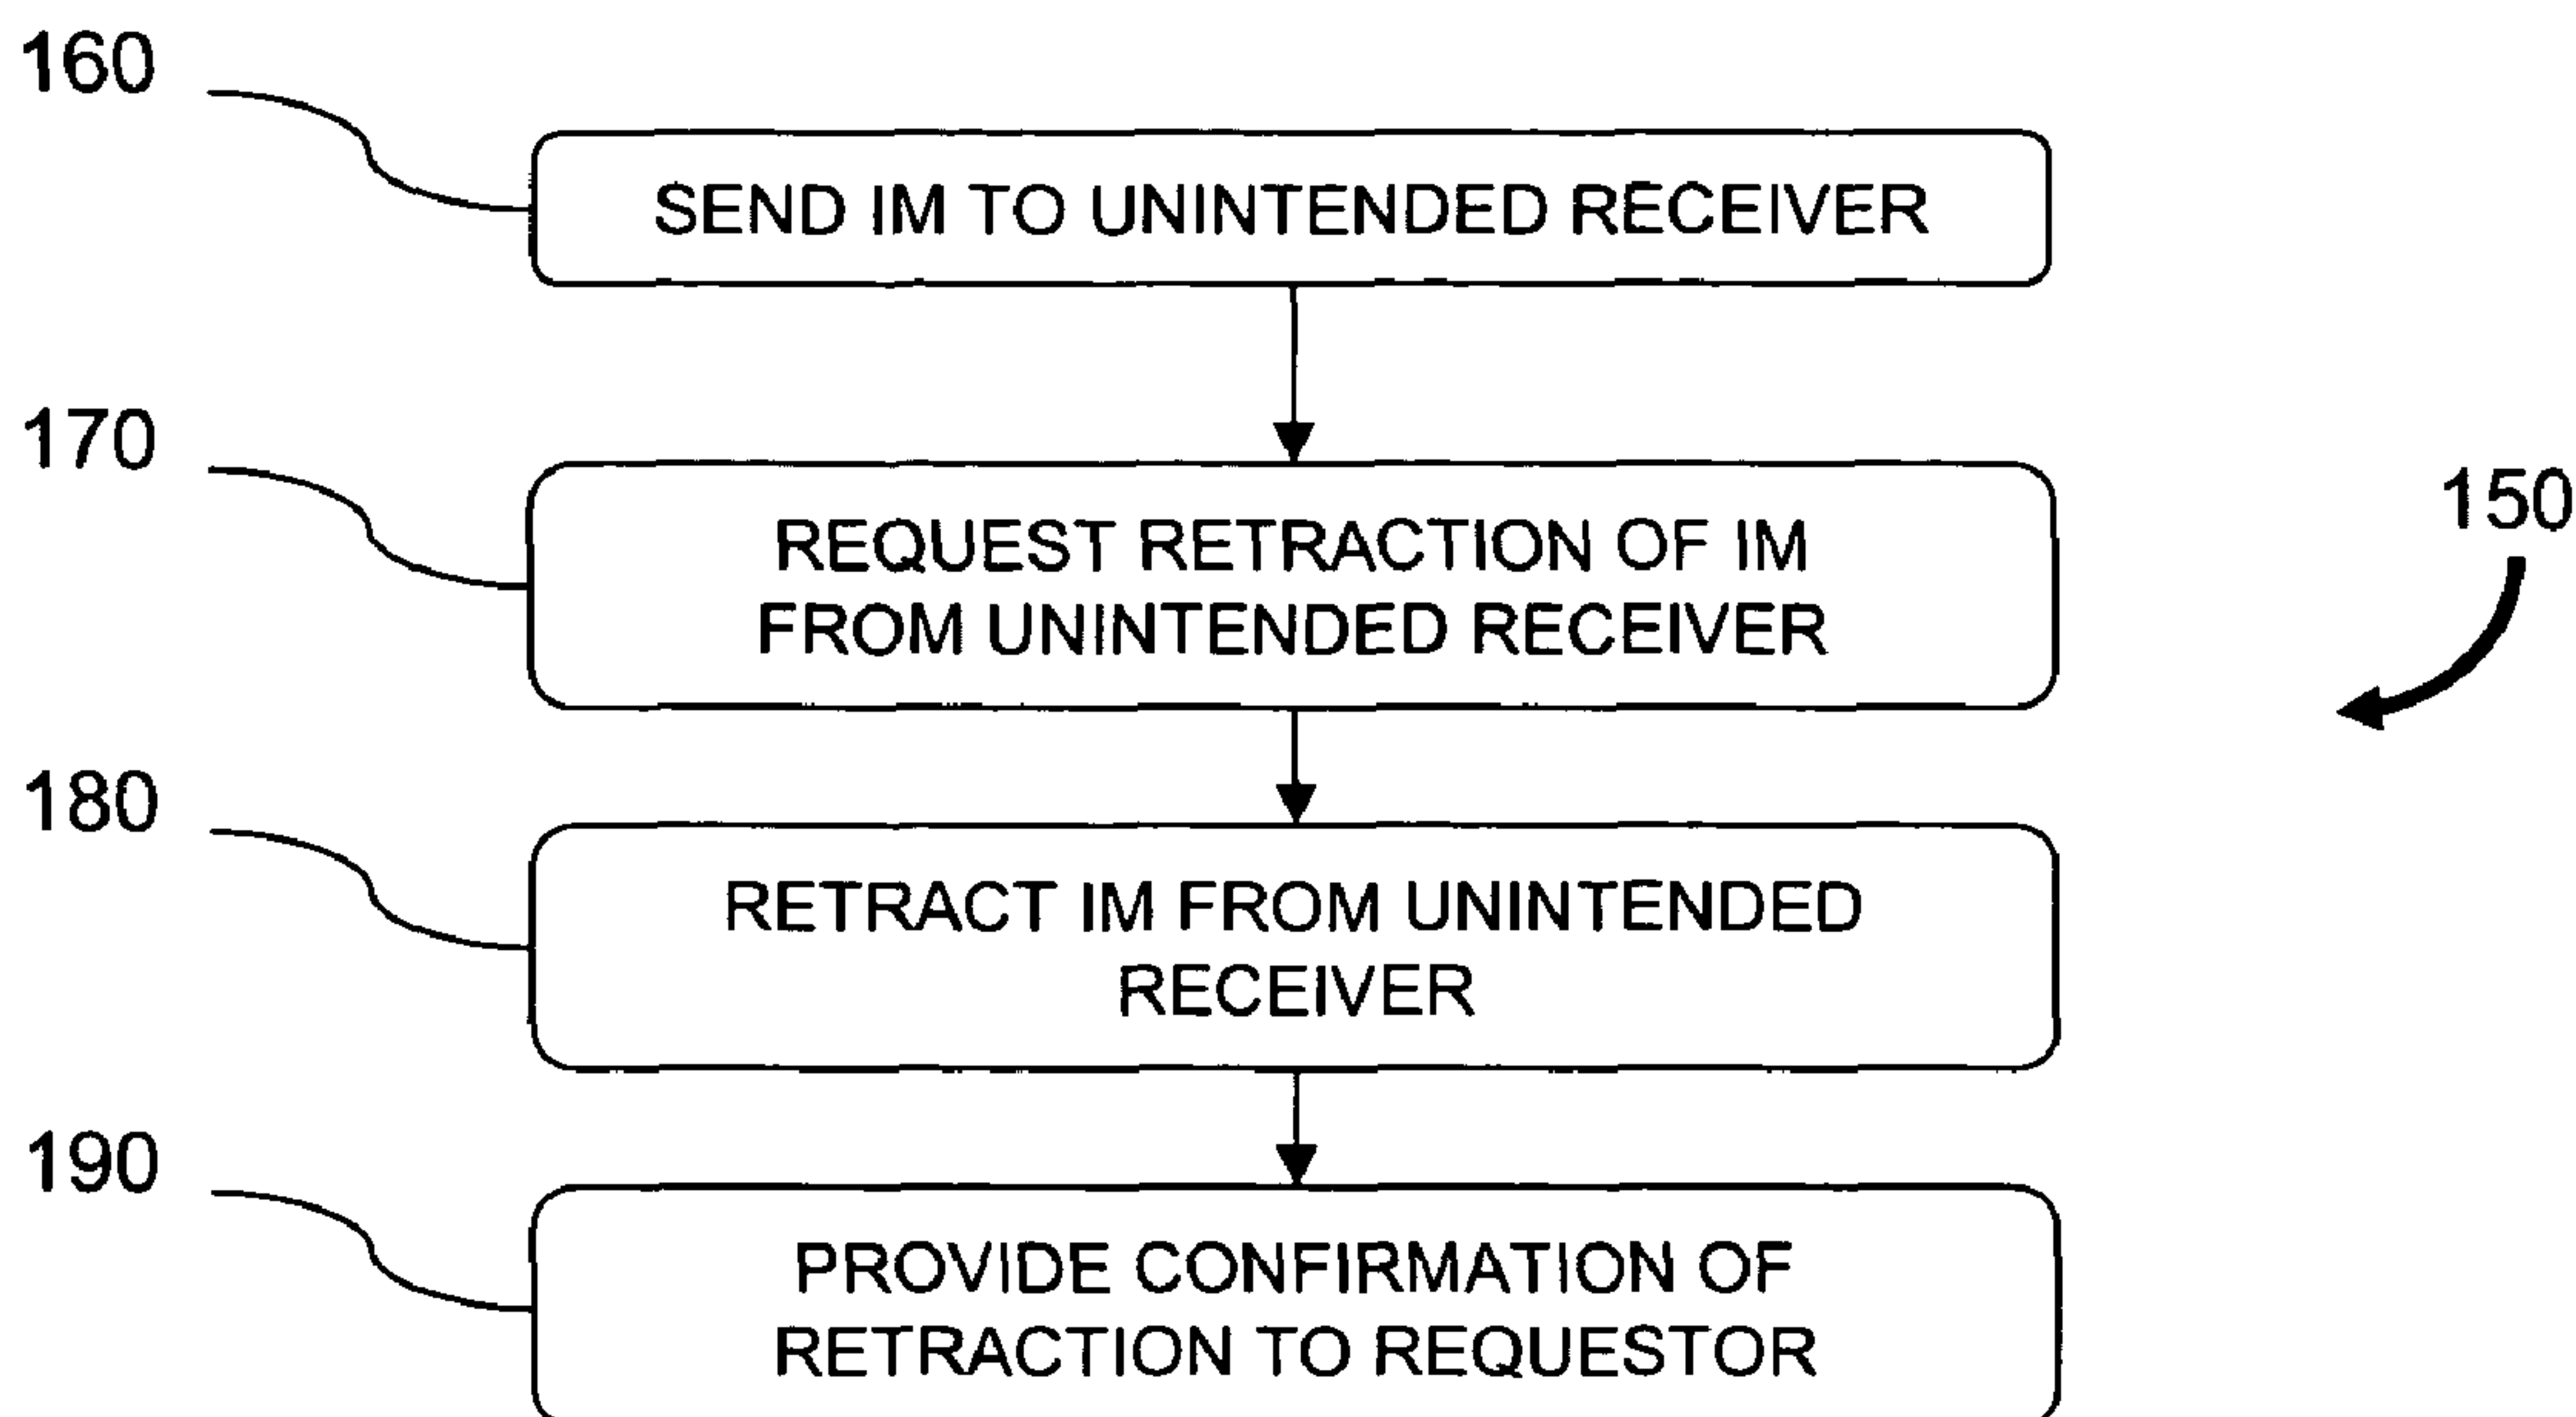 160
SEND IM TO UNINTENDED RECEIVER
170
REQUEST RETRACTION OF IM
FROM UNINTENDED RECEIVER
150
180
RETRACT IM FROM UNINTENDED
RECEIVER
190
PROVIDE CONFIRMATION OF
RETRACTION TO REQUESTOR